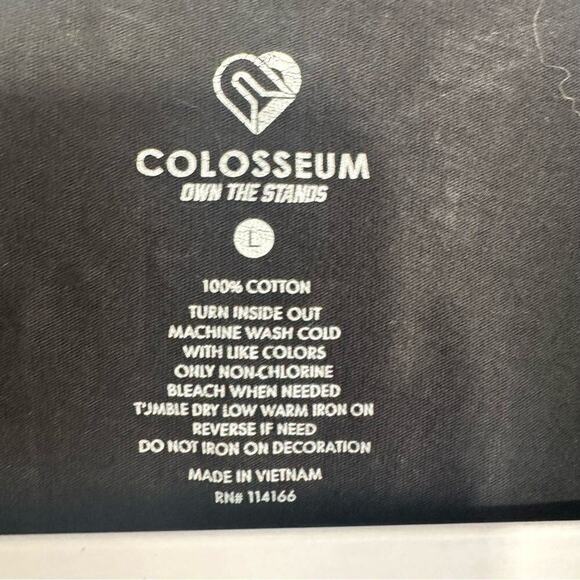 COLOSSEUM
OWN THE STANDS
L
100% COTTON
TURN INSIDE OUT
MACHINE WASH COLD
WITH LIKE COLORS
ONLY NON-CHLORINE
BLEACH WHEN NEEDED
TUMBLE DRY LOW WARM IRON ON
REVERSE IF NEED
DO NOT IRON ON DECORATION
MADE IN VIETNAM
RN# 114166